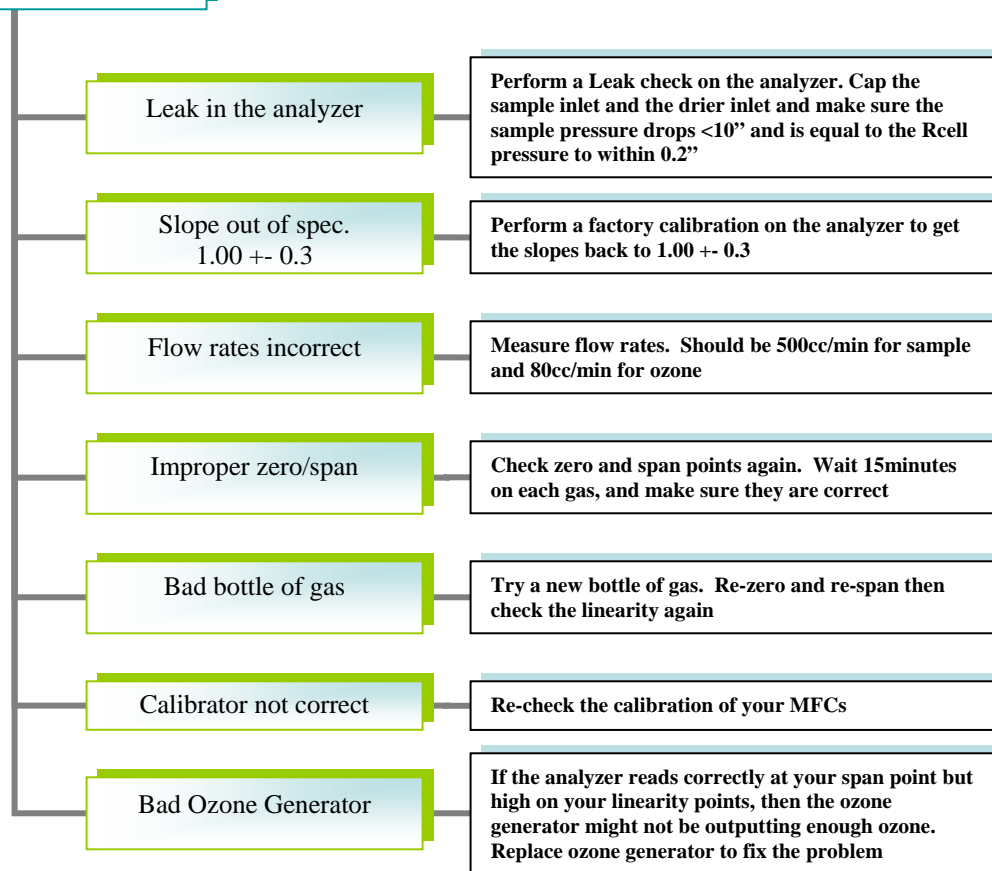 Leak in the analyzer
Perform a Leak check on the analyzer. Cap the
sample inlet and the drier inlet and make sure the
sample pressure drops <10” and is equal to the Rcell
pressure to within 0.2”
Slope out of spec.
1.00 +- 0.3
Perform a factory calibration on the analyzer to get
the slopes back to 1.00 +- 0.3
Flow rates incorrect
Measure flow rates.  Should be 500cc/min for sample
and 80cc/min for ozone
Improper zero/span
Check zero and span points again.  Wait 15minutes
on each gas, and make sure they are correct
Bad bottle of gas
Try a new bottle of gas.  Re-zero and re-span then
check the linearity again
Calibrator not correct
Re-check the calibration of your MFCs
Bad Ozone Generator
If the analyzer reads correctly at your span point but
high on your linearity points, then the ozone
generator might not be outputting enough ozone.
Replace ozone generator to fix the problem